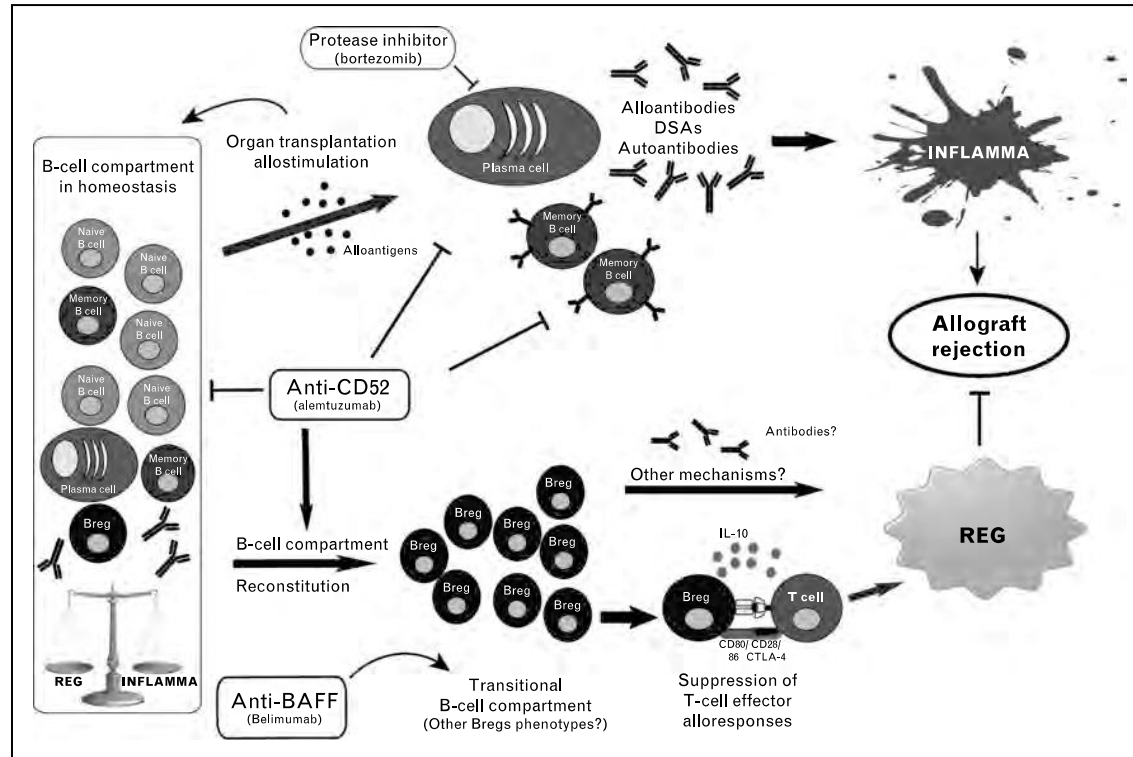 Protease inhibitor
(bortezomib)
Organ transplantation
allostimulation
Plasma cell
Alloantibodies
DSAs
Autoantibodies
INFLAMMA
B-cell compartment
in homeostasis
Alloantigens
Memory
B cell
Memory
B cell
Naive
B cell
Naive
B cell
Memory
B cell
Naive
B cell
Naive
B cell
Naive
B cell
Plasma cell
Memory
B cell
Breg
REG
INFLAMMA
Allograft
rejection
Anti-CD52
(alemtuzumab)
Antibodies?
Other mechanisms?
B-cell compartment
Reconstitution
Breg
Breg
Breg
Breg
Breg
Breg
Breg
Breg
IL-10
Breg
T cell
CD80/ CD28/
86 CTLA-4
REG
Anti-BAFF
(Belimumab)
Transitional
B-cell compartment
(Other Bregs phenotypes?)
Suppression of
T-cell effector
alloresponses